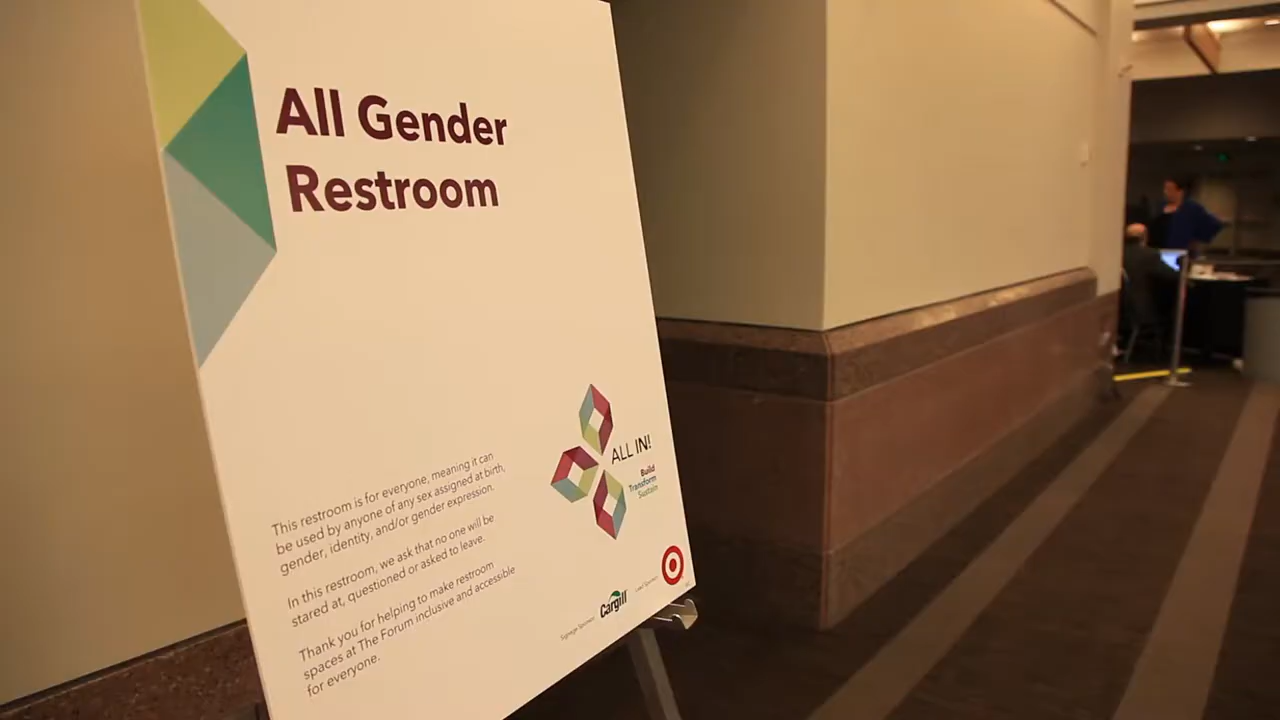 All Gender
Restroom
This restroom is for everyone, meaning it can
be used by anyone of any sex assigned at birth,
gender, identity, and/or gender expression.
In this restroom, we ask that no one will be
stared at, questioned or asked to leave.
Thank you for helping to make restroom
spaces at The Forum inclusive and accessible
for everyone.
ALL IN!
Build
Transform
Sustain
Cargill